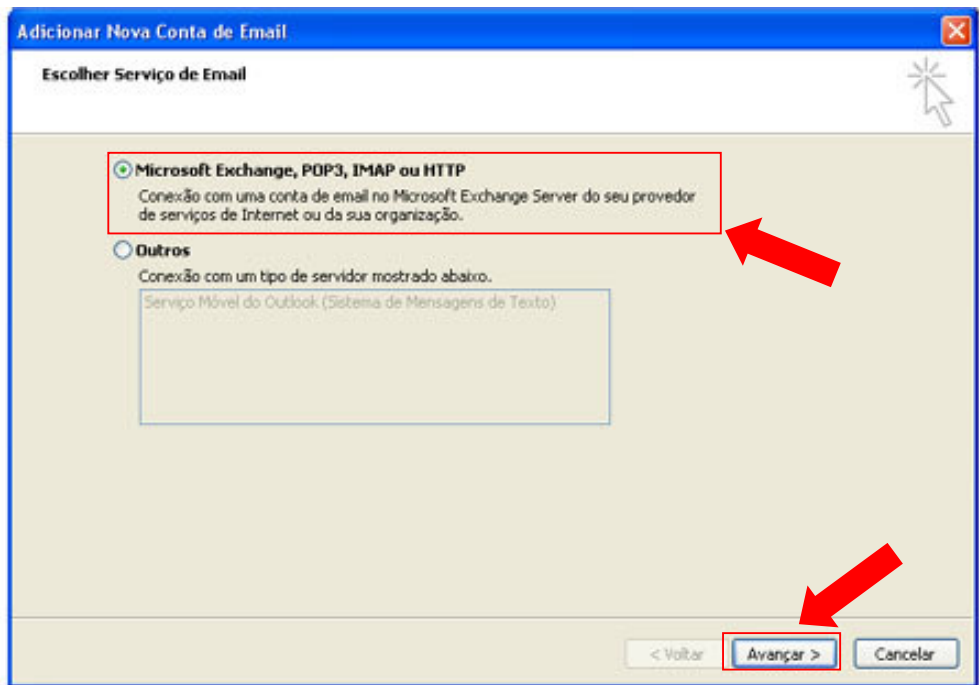 Adicionar Nova Conta de Email
Escolher Serviço de Email
Microsoft Exchange, POP3, IMAP ou HTTP
Conexão com uma conta de email no Microsoft Exchange Server do seu provedor
de serviços de Internet ou da sua organização.
Outros
Conexão com um tipo de servidor mostrado abaixo.
Serviço Móvel do Outlook (Sistema de Mensagens de Texto)
< Voltar Avançar > Cancelar